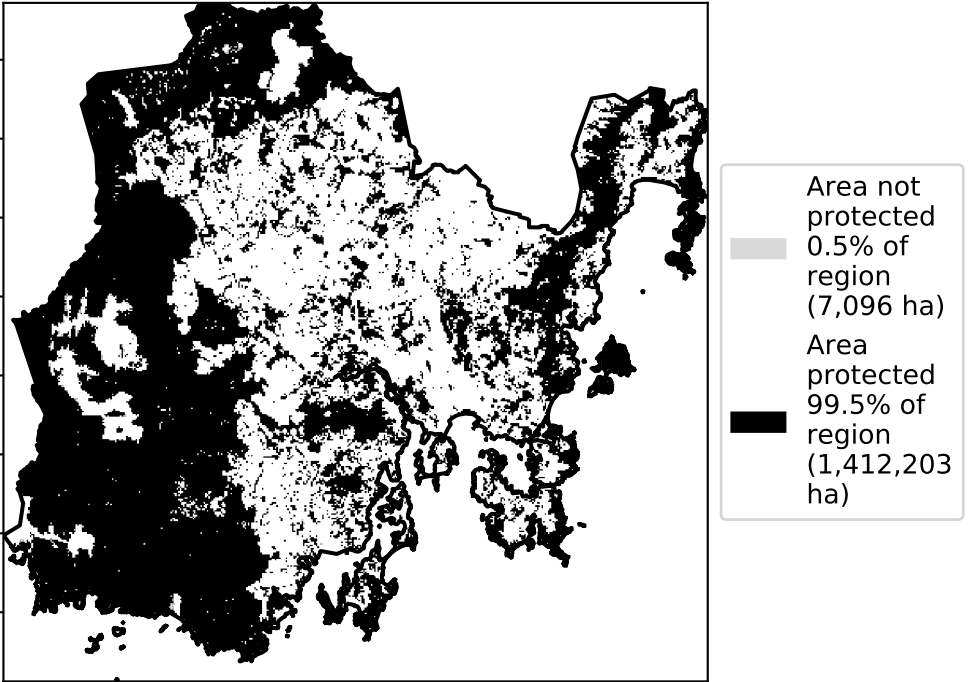 Area not
protected
0.5% of
region
(7,096 ha)
Area
protected
99.5% of
region
(1,412,203
ha)